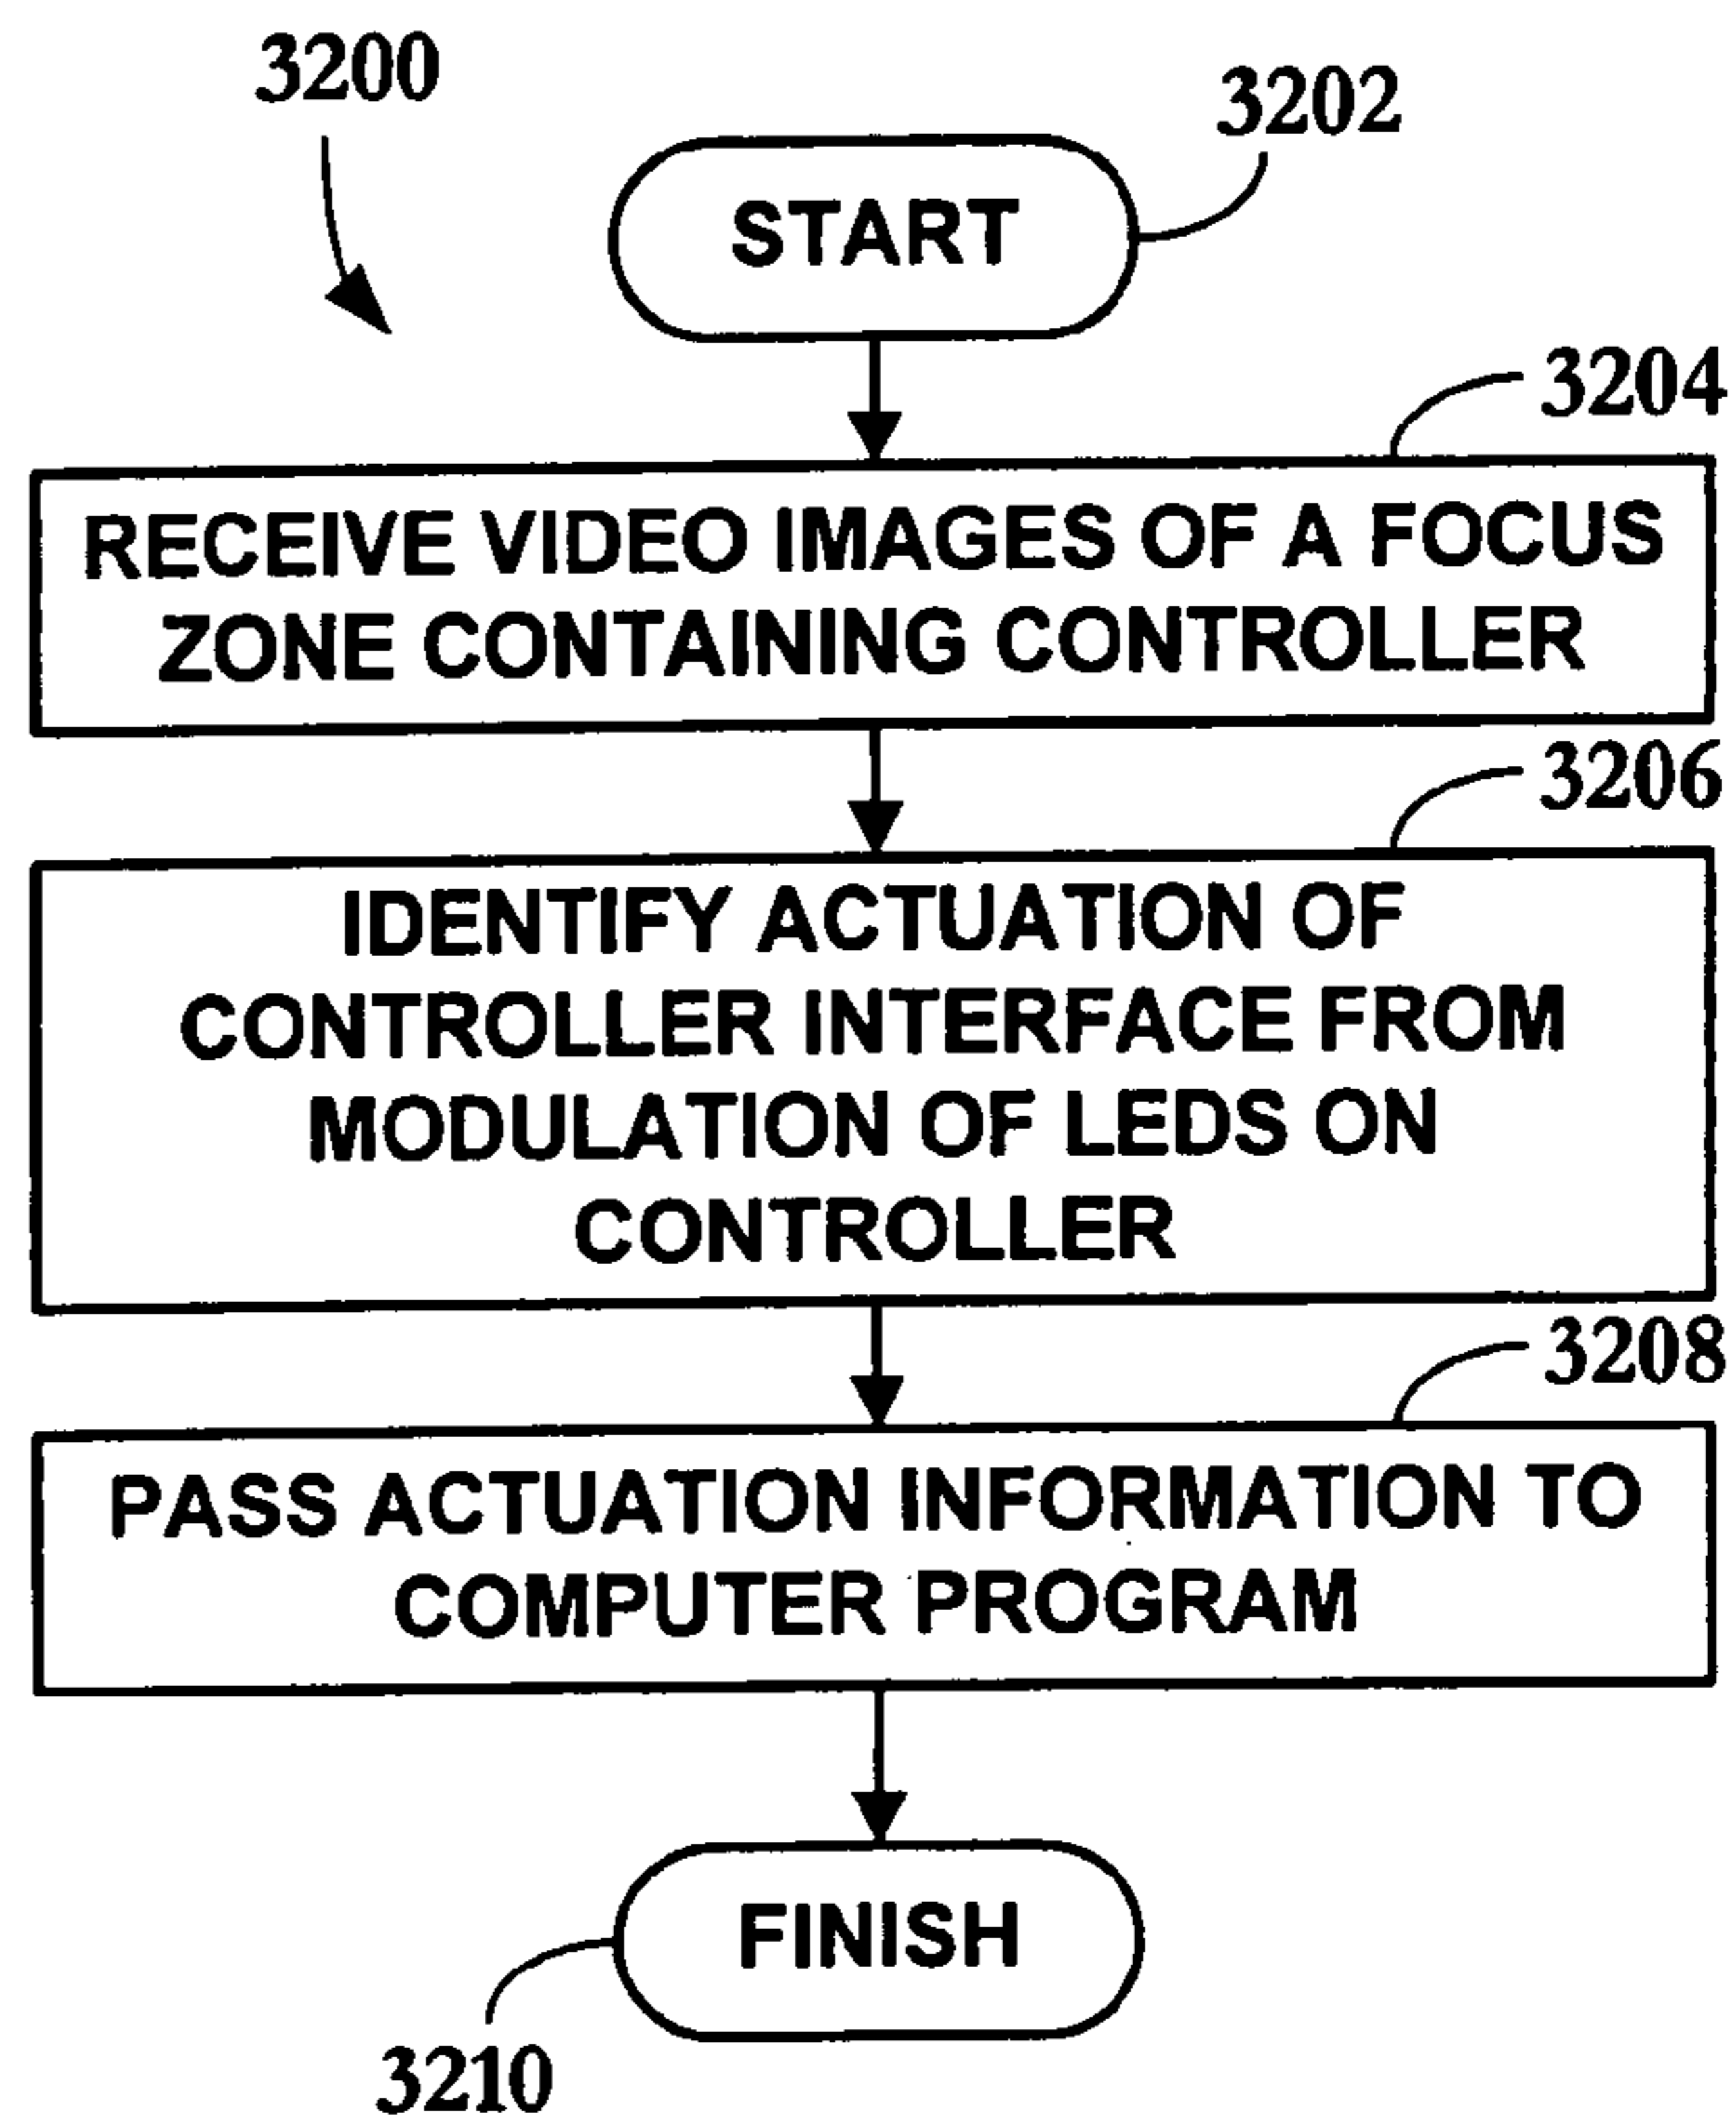 3200
3202
START
3204
RECEIVE VIDEO IMAGES OF A FOCUS
ZONE CONTAINING CONTROLLER
3206
IDENTIFY ACTUATION OF
CONTROLLER INTERFACE FROM
MODULATION OF LEDS ON
CONTROLLER
3208
PASS ACTUATION INFORMATION TO
COMPUTER PROGRAM
FINISH
3210